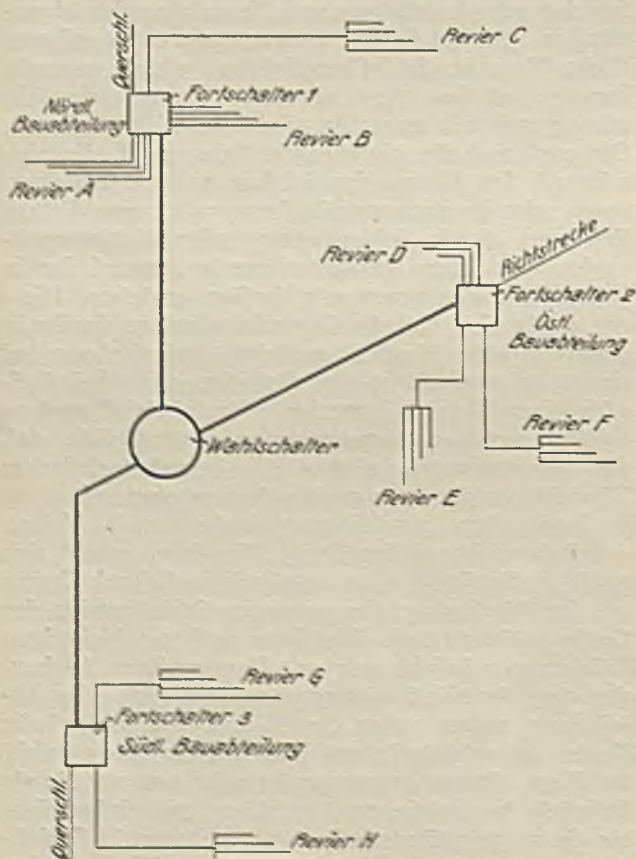 Querschl.
Revier C
Fortschalter 1
Nördl.
Bauabteilung
Revier B
Revier A
Richtstrecke
Revier D
Fortschalter 2
Östl.
Bauabteilung
Wahlschalter
Revier F
Revier E
Revier G
Fortschalter 3
Südl. Bauabteilung
Querschl.
Revier H